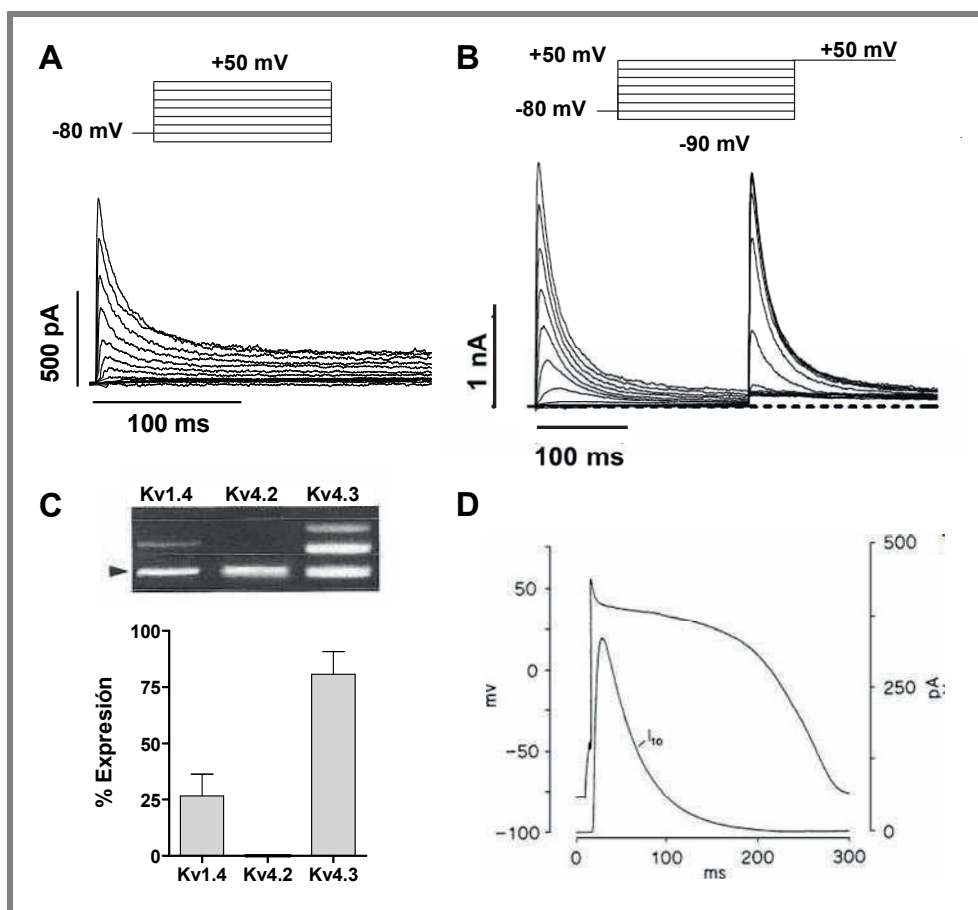 A
+50 mV
-80 mV
500 pA
100 ms
B
+50 mV
+50 mV
-80 mV
-90 mV
1 nA
100 ms
C
Kv1.4 Kv4.2 Kv4.3
100
75
50
25
0
% Expresión
Kv1.4 Kv4.2 Kv4.3
D
50
0
-50
-100
mv
500
250
0
pA
Ito
0 100 200 300
ms